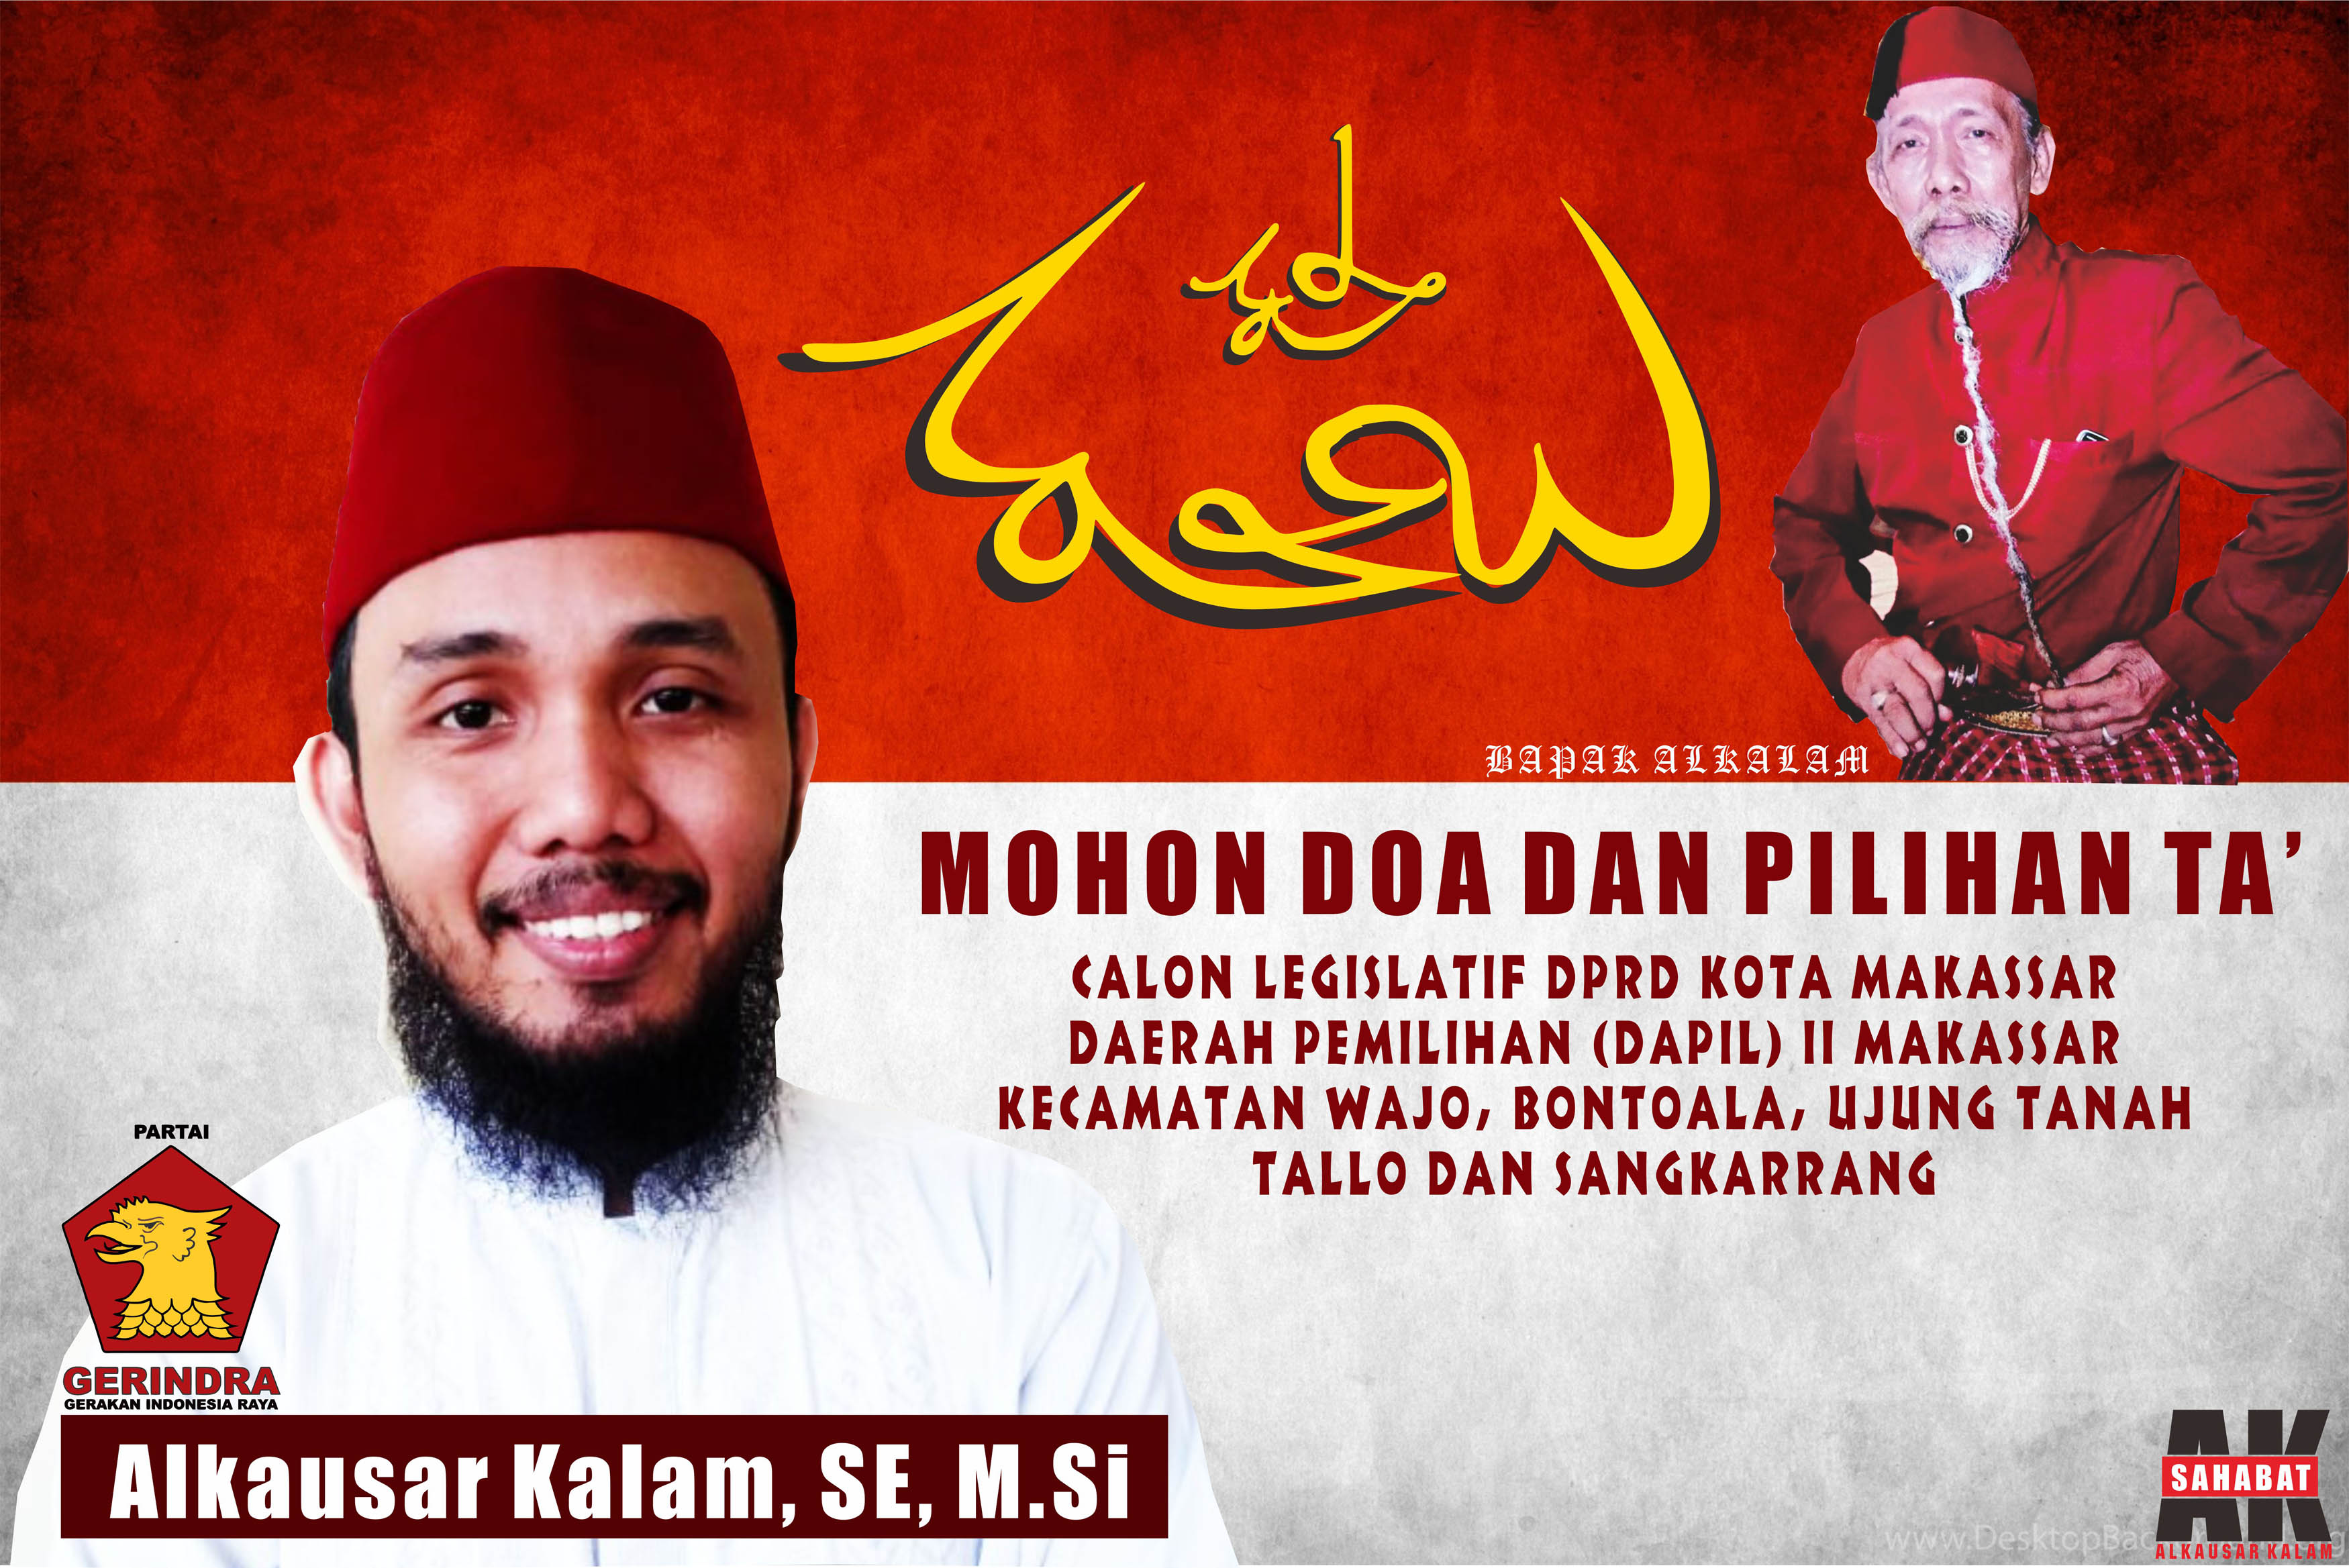 BAPAK ALKALAM
MOHON DOA DAN PILIHAN TA’
CALON LEGISLATIF DPRD KOTA MAKASSAR
DAERAH PEMILIHAN (DAPIL) II MAKASSAR
KECAMATAN WAJO, BONTOALA, UJUNG TANAH
TALLO DAN SANGKARRANG
PARTAI
GERINDRA
GERAKAN INDONESIA RAYA
Alkausar Kalam, SE, M.Si
AK
SAHABAT
ALKAUSAR KALAM